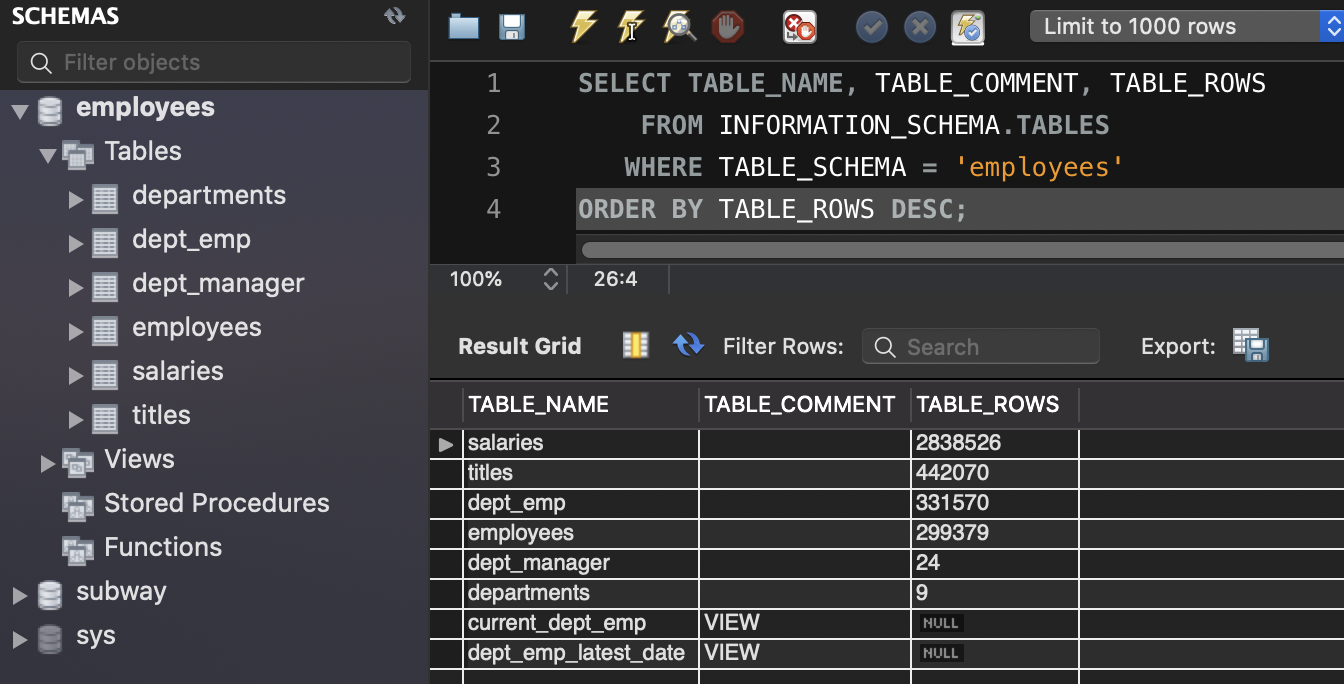 SCHEMAS
Filter objects
employees
Tables
departments
dept_emp
dept_manager
employees
salaries
titles
Views
Stored Procedures
Functions
subway
sys
Limit to 1000 rows
1 SELECT TABLE_NAME, TABLE_COMMENT, TABLE_ROWS
2 FROM INFORMATION_SCHEMA.TABLES
3 WHERE TABLE_SCHEMA = 'employees'
4 ORDER BY TABLE_ROWS DESC;
100% 26:4
Result Grid Filter Rows: Search Export:
TABLE_NAME TABLE_COMMENT TABLE_ROWS
salaries 2838526
titles 442070
dept_emp 331570
employees 299379
dept_manager 24
departments 9
current_dept_emp VIEW NULL
dept_emp_latest_date VIEW NULL